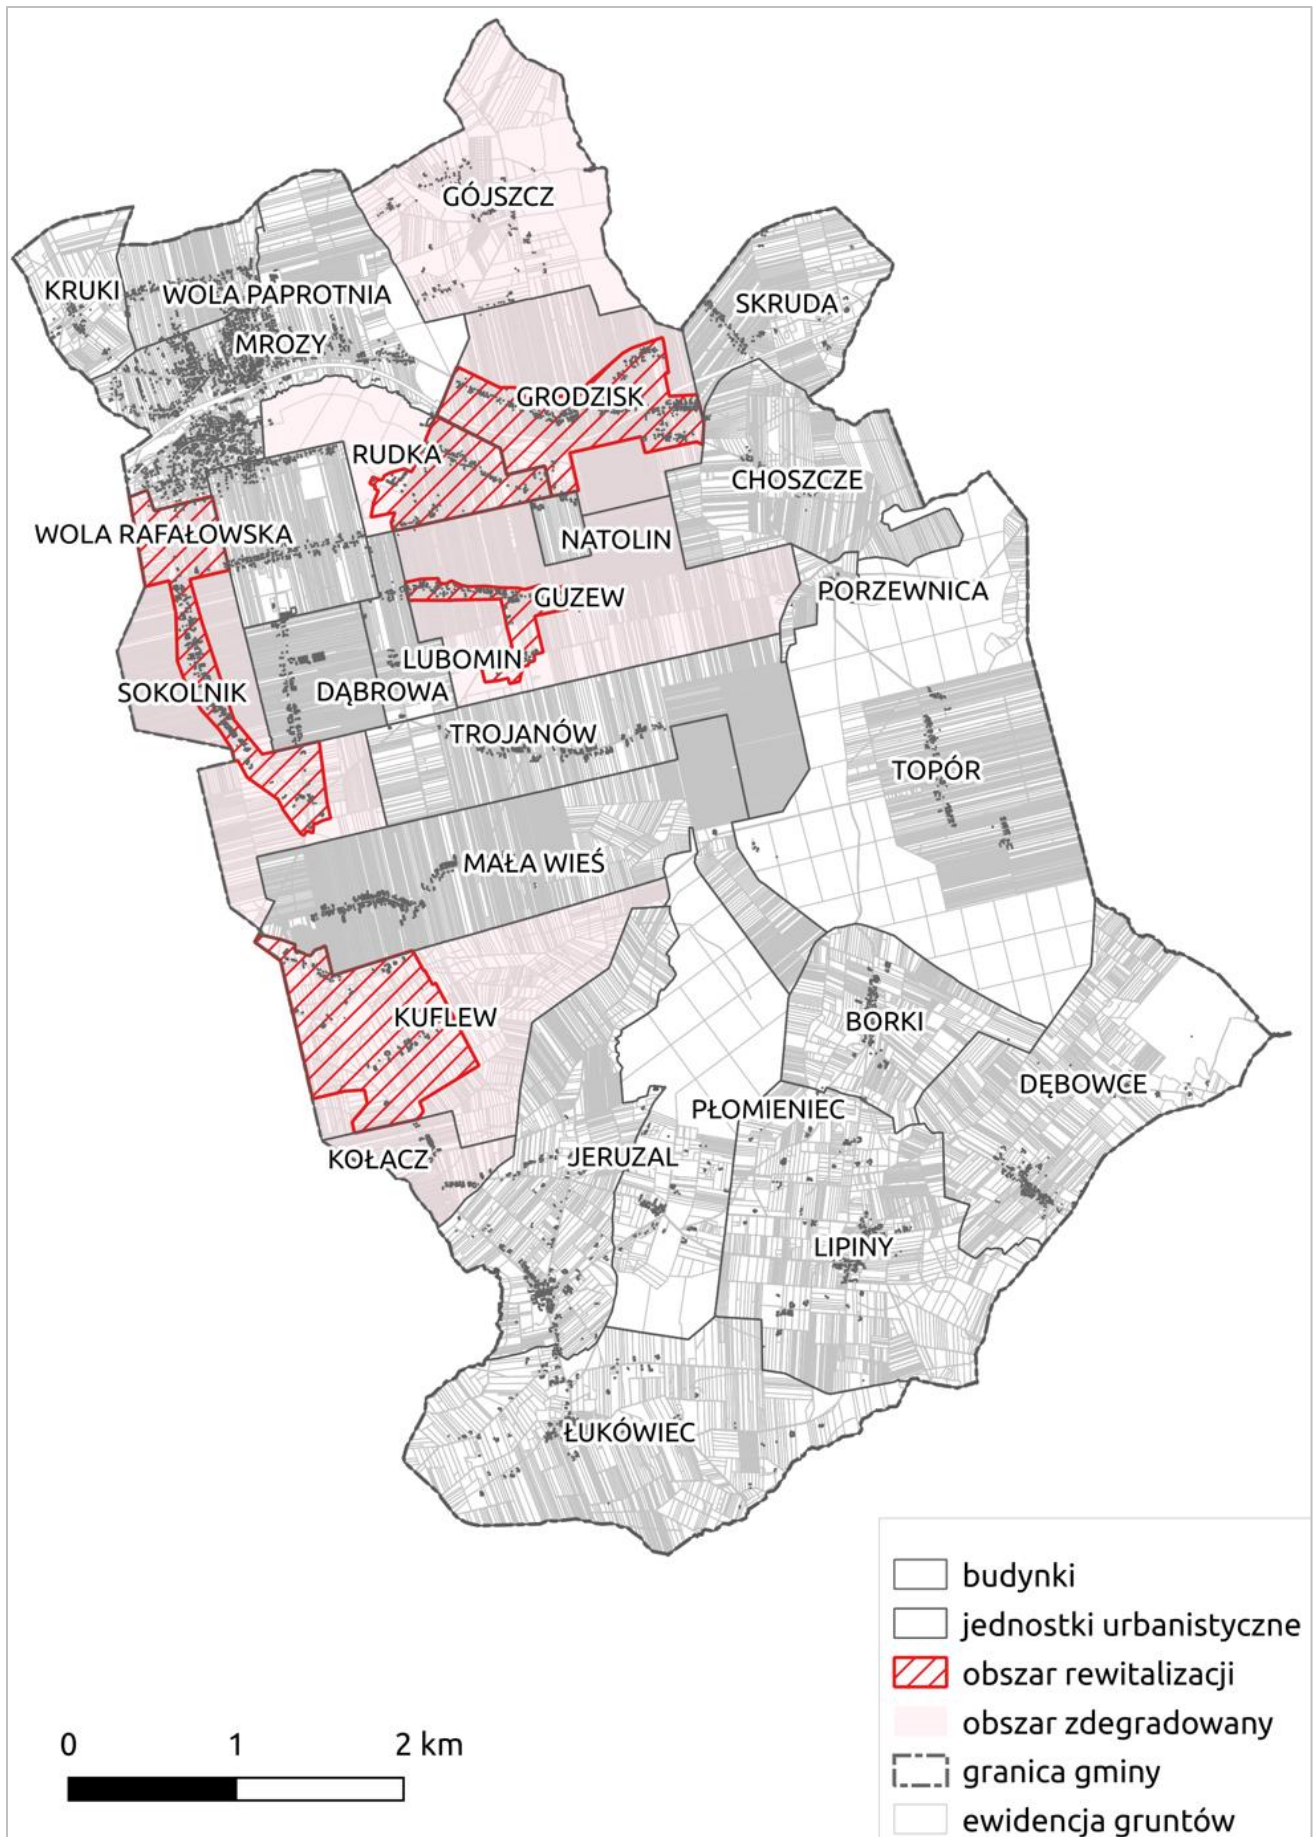 GÓJSZCZ
KRUKI
WOLA PAPROTNIA
SKRUDA
MROZY
GRODZISK
RUDKA
CHOSZCZE
WOLA RAFAŁOWSKA
NATOLIN
PORZEWNICA
GUZEW
LUBOMIN
SOKOLNIK
DĄBROWA
TROJANÓW
TOPÓR
MAŁA WIEŚ
KUFLEW
BORKI
DĘBOWCE
PŁOMIENIEC
KOŁACZ
JERUZAL
LIPINY
ŁUKÓWIEC
budynki
jednostki urbanistyczne
obszar rewitalizacji
obszar zdegradowany
granica gminy
ewidencja gruntów
0 1 2 km